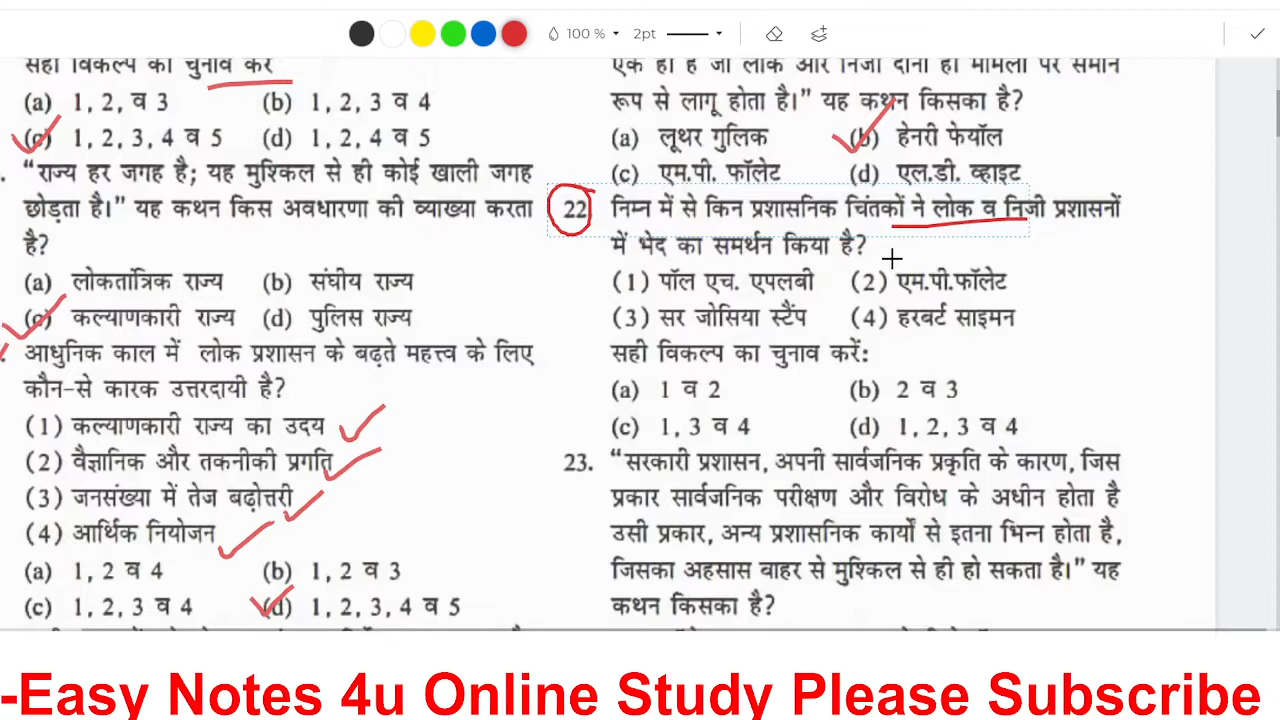 100 %
2pt
सही विकल्प का चुनाव करें
(a) 1, 2, व 3 (b) 1, 2, 3 व 4
(c) 1, 2, 3, 4 व 5 (d) 1, 2, 4 व 5
. “राज्य हर जगह है; यह मुश्किल से ही कोई खाली जगह
छोड़ता है।” यह कथन किस अवधारणा की व्याख्या करता
है?
(a) लोकतांत्रिक राज्य (b) संघीय राज्य
(c) कल्याणकारी राज्य (d) पुलिस राज्य
. आधुनिक काल में लोक प्रशासन के बढ़ते महत्त्व के लिए
कौन-से कारक उत्तरदायी है?
(1) कल्याणकारी राज्य का उदय
(2) वैज्ञानिक और तकनीकी प्रगति
(3) जनसंख्या में तेज बढ़ोत्तरी
(4) आर्थिक नियोजन
(a) 1, 2 व 4 (b) 1, 2 व 3
(c) 1, 2, 3 व 4 (d) 1, 2, 3, 4 व 5
एक ही है जो लोक और निजी दोनों ही मामलों पर समान
रूप से लागू होता है।” यह कथन किसका है?
(a) लूथर गुलिक (b) हेनरी फेयॉल
(c) एम.पी. फॉलेट (d) एल.डी. व्हाइट
22 निम्न में से किन प्रशासनिक चिंतकों ने लोक व निजी प्रशासनों
में भेद का समर्थन किया है?
(1) पॉल एच. एपलबी (2) एम.पी.फॉलेट
(3) सर जोसिया स्टैंप (4) हरबर्ट साइमन
सही विकल्प का चुनाव करें:
(a) 1 व 2 (b) 2 व 3
(c) 1, 3 व 4 (d) 1, 2, 3 व 4
23. “सरकारी प्रशासन, अपनी सार्वजनिक प्रकृति के कारण, जिस
प्रकार सार्वजनिक परीक्षण और विरोध के अधीन होता है
उसी प्रकार, अन्य प्रशासनिक कार्यों से इतना भिन्न होता है,
जिसका अहसास बाहर से मुश्किल से ही हो सकता है।” यह
कथन किसका है?
-Easy Notes 4u Online Study Please Subscribe